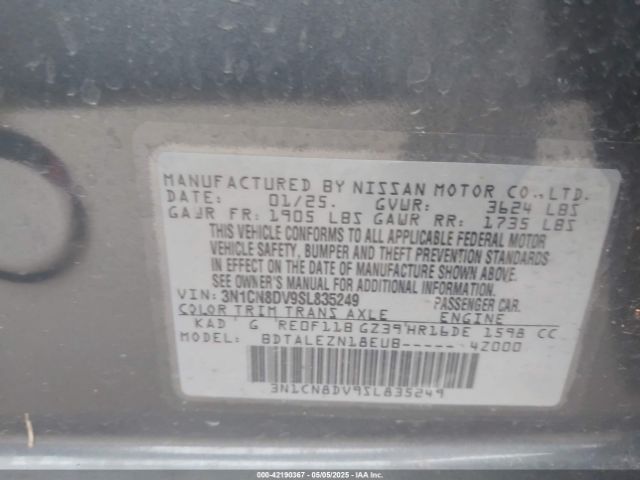 MANUFACTURED BY NISSAN MOTOR CO.,LTD.
DATE: 01/25. GVWR: 3624 LBS
GAWR FR: 1905 LBS GAWR RR: 1735 LBS
THIS VEHICLE CONFORMS TO ALL APPLICABLE FEDERAL MOTOR
VEHICLE SAFETY, BUMPER AND THEFT PREVENTION STANDARDS
IN EFFECT ON THE DATE OF MANUFACTURE SHOWN ABOVE.
SEE OWNER'S MANUAL FOR ADDITIONAL INFORMATION.
VIN: 3N1CN8DV9SL835249 PASSENGER CAR.
COLOR TRIM TRANS AXLE ENGINE
KAD G RE0F11B GZ39 HR16DE 1598 CC
MODEL: BDTALEZN18EUB----- 42000
3N1CN8DV9SL835249
000-42190367 - 05/05/2025 - IAA Inc.